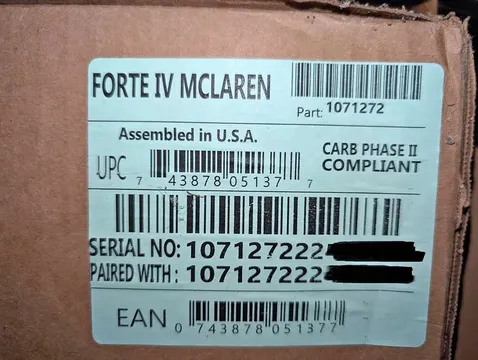 FORTE IV MCLAREN
Part: 1071272
Assembled in U.S.A.
CARB PHASE II
COMPLIANT
UPC
7 43878 05137 7
SERIAL NO: 107127222
PAIRED WITH: 107127222
EAN
0 743878 051377